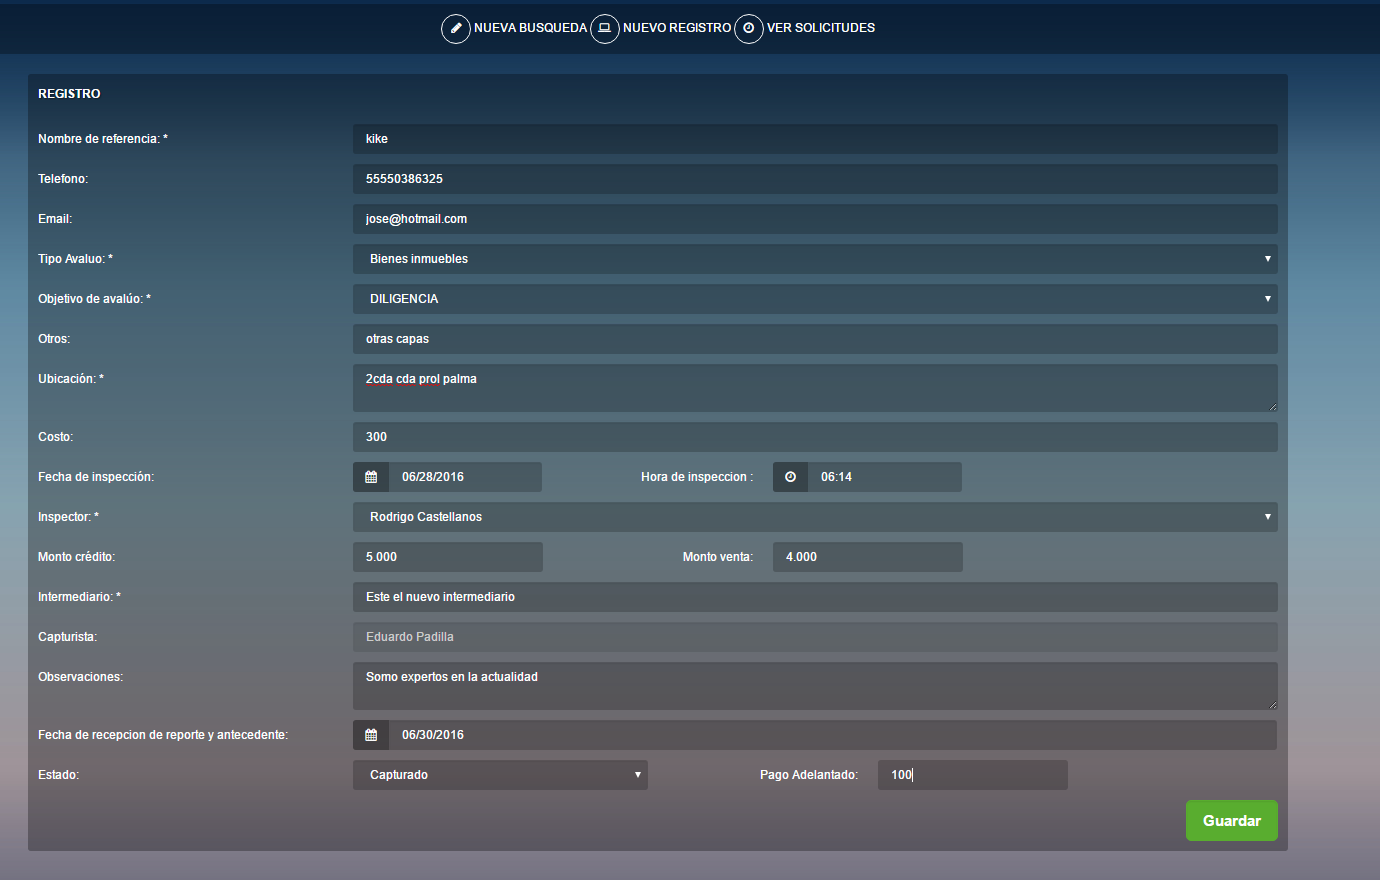 NUEVA BUSQUEDA NUEVO REGISTRO VER SOLICITUDES
REGISTRO
Nombre de referencia: * kike
Telefono: 55550386325
Email: jose@hotmail.com
Tipo Avaluo: * Bienes inmuebles
Objetivo de avalúo: * DILIGENCIA
Otros: otras capas
Ubicación: * 2cda cda prol palma
Costo: 300
Fecha de inspección: 06/28/2016 Hora de inspeccion : 06:14
Inspector: * Rodrigo Castellanos
Monto crédito: 5.000 Monto venta: 4.000
Intermediario: * Este el nuevo intermediario
Capturista: Eduardo Padilla
Observaciones: Somo expertos en la actualidad
Fecha de recepcion de reporte y antecedente: 06/30/2016
Estado: Capturado Pago Adelantado: 100
Guardar